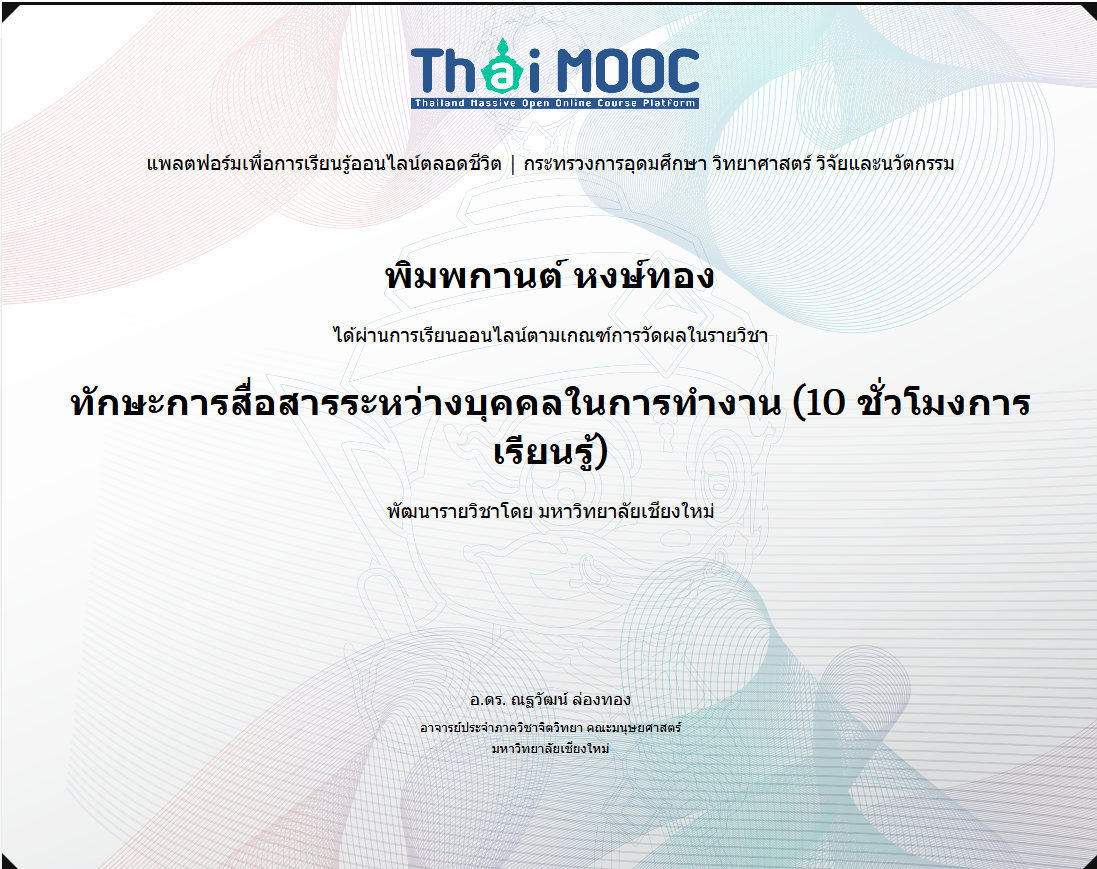 Thai MOOC
Thailand Massive Open Online Course Platform
แพลตฟอร์มเพื่อการเรียนรู้ออนไลน์ตลอดชีวิต | กระทรวงการอุดมศึกษา วิทยาศาสตร์ วิจัยและนวัตกรรม
พิมพกานต์ หงษ์ทอง
ได้ผ่านการเรียนออนไลน์ตามเกณฑ์การวัดผลในรายวิชา
ทักษะการสื่อสารระหว่างบุคคลในการทำงาน (10 ชั่วโมงการ
เรียนรู้)
พัฒนารายวิชาโดย มหาวิทยาลัยเชียงใหม่
อ.ดร. ณฐวัฒน์ ล่องทอง
อาจารย์ประจำภาควิชาจิตวิทยา คณะมนุษยศาสตร์
มหาวิทยาลัยเชียงใหม่